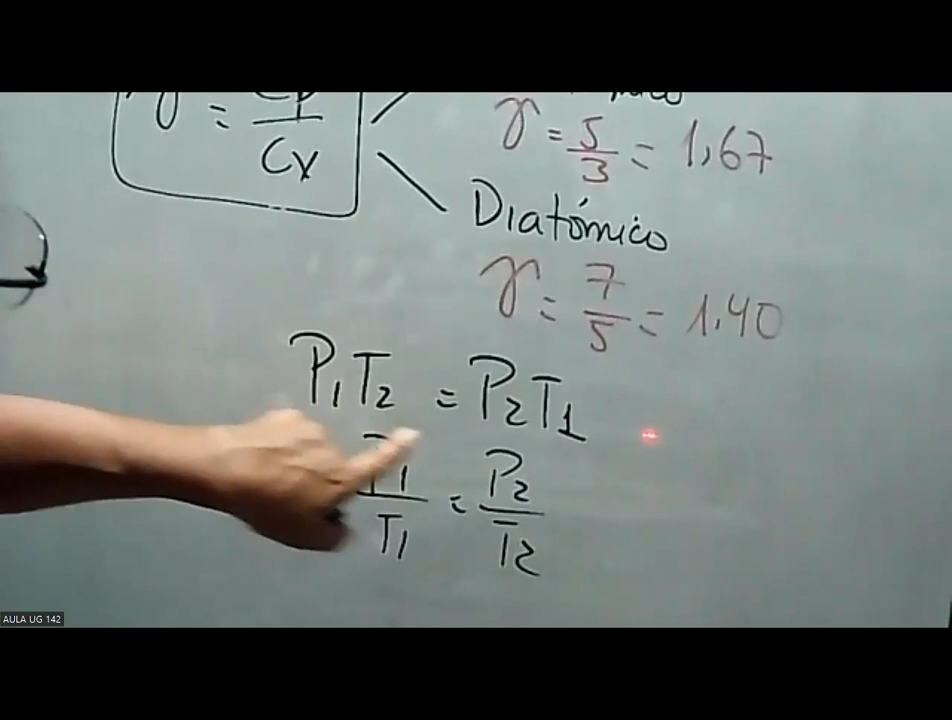 γ = Cp / Cv
γ = 5/3 = 1,67
Diatómico
γ = 7/5 = 1.40
P1T2 = P2T1
P1/T1 = P2/T2
AULA UG 142